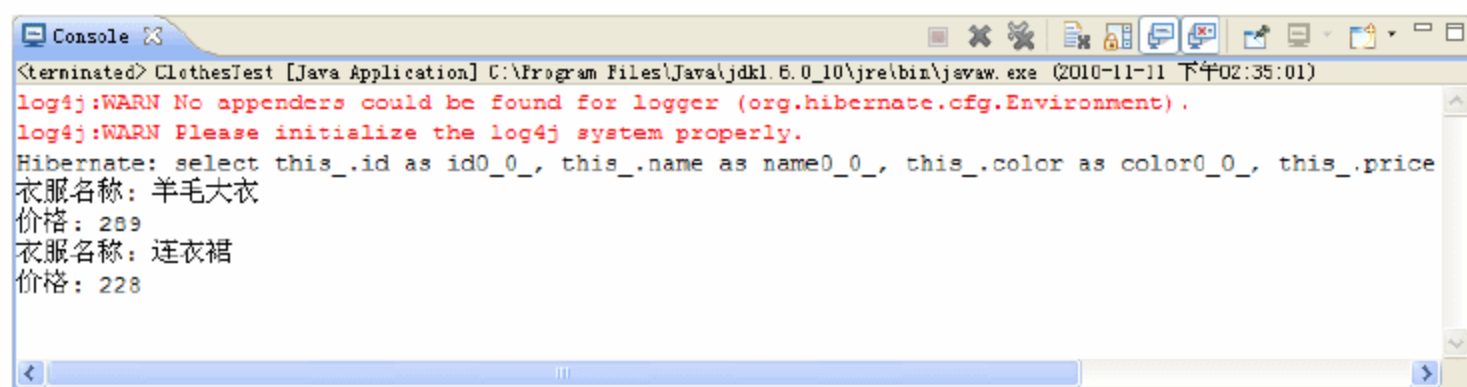 Console
<terminated> ClothesTest [Java Application] C:\Program Files\Java\jdk1.6.0_10\jre\bin\javaw.exe (2010-11-11 下午02:35:01)
log4j:WARN No appenders could be found for logger (org.hibernate.cfg.Environment).
log4j:WARN Please initialize the log4j system properly.
Hibernate: select this_.id as id0_0_, this_.name as name0_0_, this_.color as color0_0_, this_.price
衣服名称：羊毛大衣
价格：289
衣服名称：连衣裙
价格：228